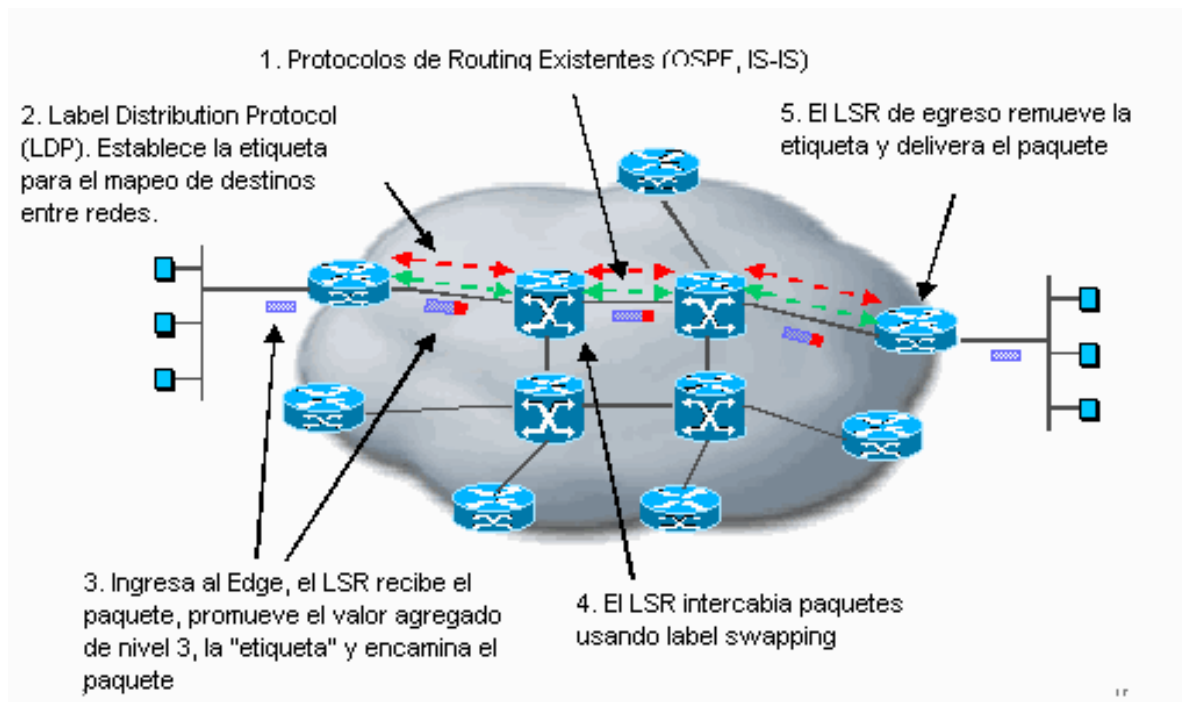 1. Protocolos de Routing Existentes (OSPF, IS-IS)
2. Label Distribution Protocol
(LDP). Establece la etiqueta
para el mapeo de destinos
entre redes.
5. El LSR de egreso remueve la
etiqueta y delivera el paquete
3. Ingresa al Edge, el LSR recibe el
paquete, promueve el valor agregado
de nivel 3, la "etiqueta" y encamina el
paquete
4. El LSR intercabia paquetes
usando label swapping